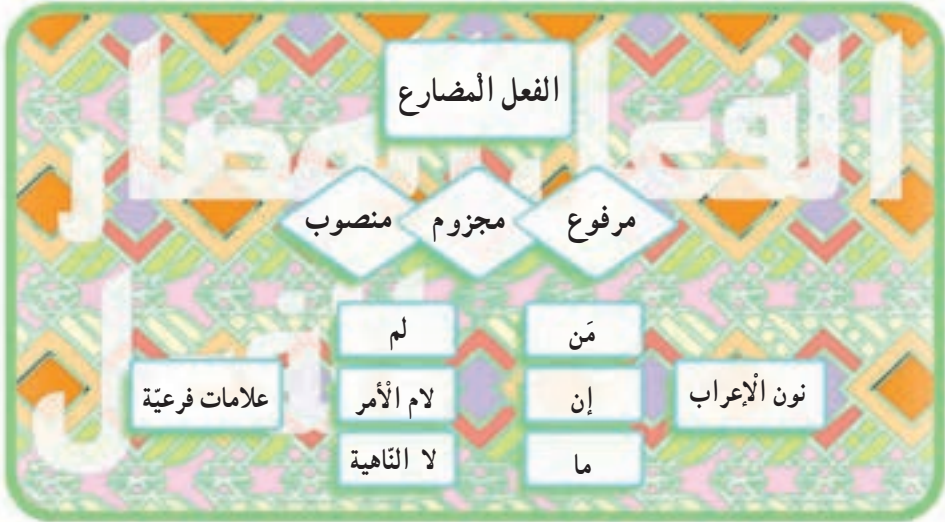 الفعل الْمضارع
مرفوع مجزوم منصوب
مَن لم
نون الْإعراب إن لام الْأمر علامات فرعيّة
ما لا النّاهية